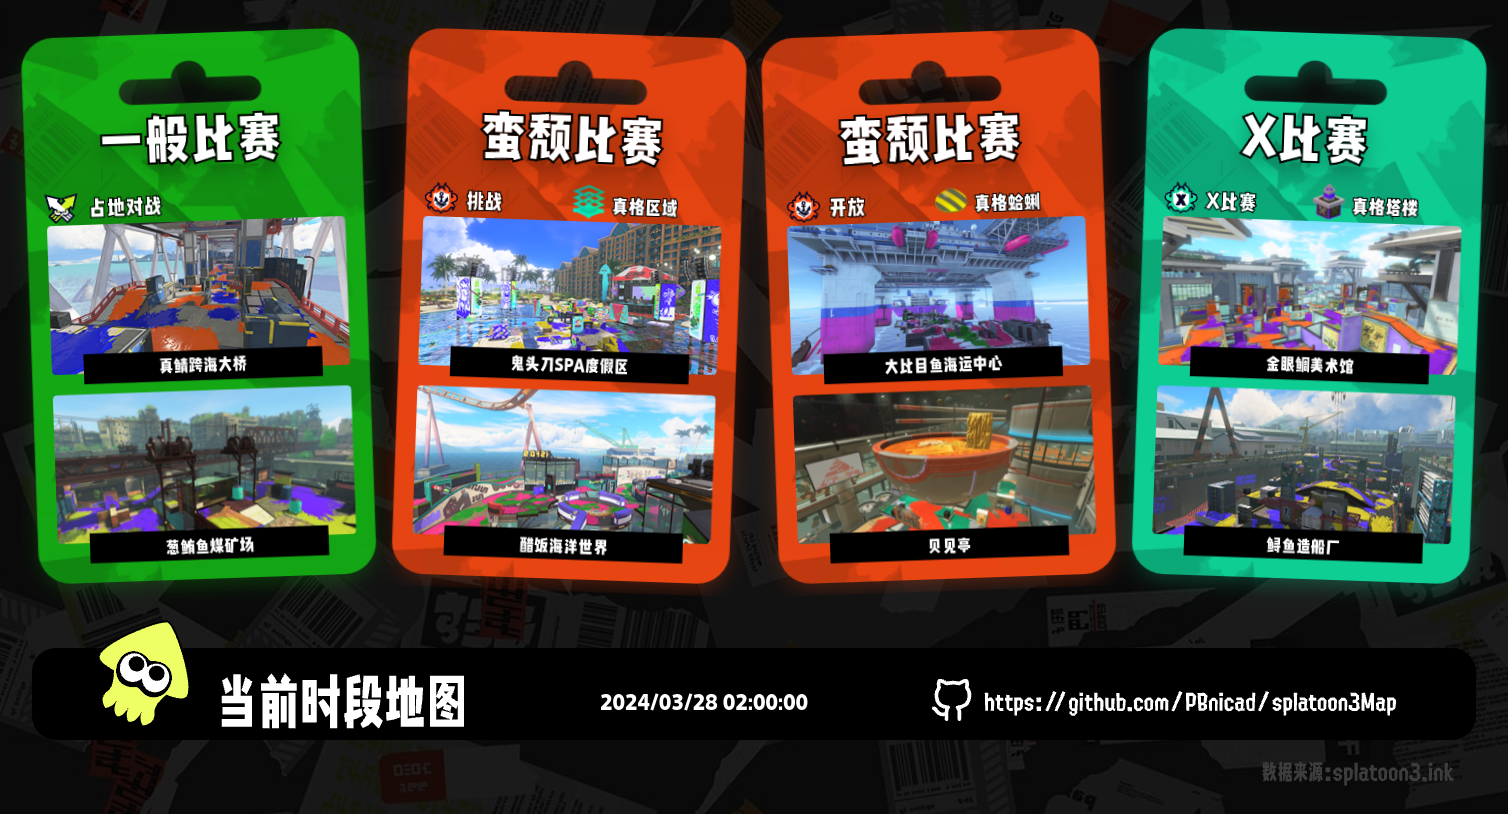 一般比赛
占地对战
真鲷跨海大桥
葱鲔鱼煤矿场
蛮颓比赛
挑战
真格区域
鬼头刀SPA度假区
醋饭海洋世界
蛮颓比赛
开放
真格蛤蜊
大比目鱼海运中心
贝见亭
X比赛
X比赛
真格塔楼
金眼鲷美术馆
鲟鱼造船厂
当前时段地图
2024/03/28 02:00:00
https://github.com/PBnicad/splatoon3Map
数据来源:splatoon3.ink